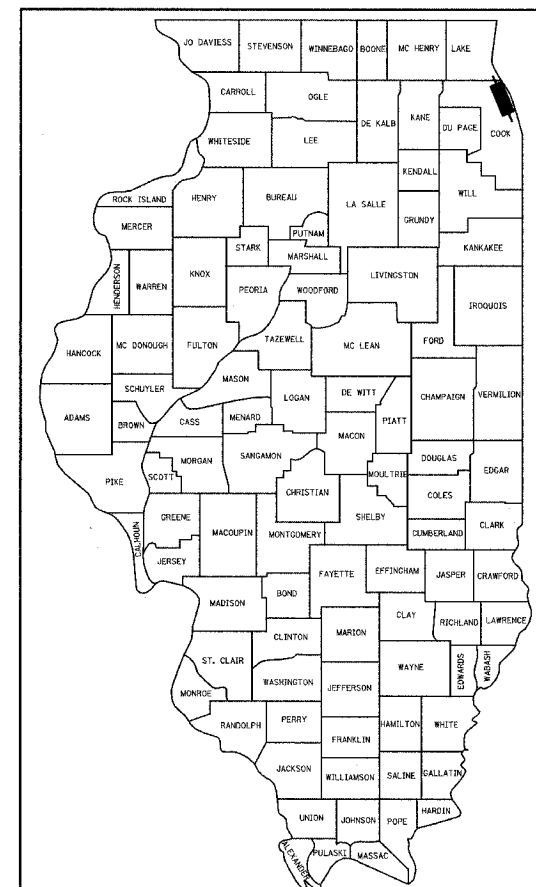 JO DAVIESS STEVENSON WINNEBAGO BOONE MC HENRY LAKE
CARROLL OGLE DE KALB KANE DU PAGE COOK
WHITESIDE LEE
KENDALL WILL
ROCK ISLAND HENRY BUREAU LA SALLE GRUNDY
MERCER PUTNAM
STARK MARSHALL KANKAKEE
HENDERSON WARREN KNOX PEORIA WOODFORD LIVINGSTON IROQUOIS
HANCOCK MC DONOUGH FULTON TAZEWELL MC LEAN FORD
SCHUYLER MASON
ADAMS BROWN CASS MENARD LOGAN DE WITT PIATT CHAMPAIGN VERMILION
MACON
PIKE SCOTT MORGAN SANGAMON MOULTRIE DOUGLAS EDGAR
CHRISTIAN COLES
CALHOUN GREENE MACOUPIN MONTGOMERY SHELBY CUMBERLAND CLARK
JERSEY
FAYETTE EFFINGHAM JASPER CRAWFORD
MADISON BOND
CLINTON MARION CLAY RICHLAND LAWRENCE
ST. CLAIR WASHINGTON WAYNE EDWARDS WABASH
MONROE JEFFERSON
RANDOLPH PERRY HAMILTON WHITE
FRANKLIN
JACKSON WILLIAMSON SALINE GALLATIN
UNION JOHNSON POPE HARDIN
ALEXANDER PULASKI MASSAC